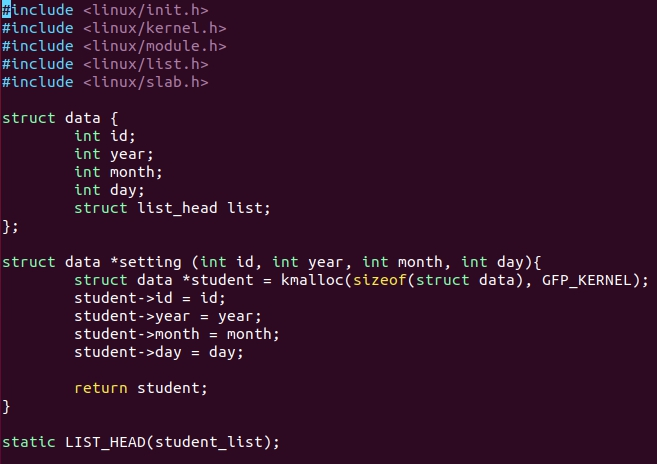 #include <linux/init.h>
#include <linux/kernel.h>
#include <linux/module.h>
#include <linux/list.h>
#include <linux/slab.h>

struct data {
        int id;
        int year;
        int month;
        int day;
        struct list_head list;
};

struct data *setting (int id, int year, int month, int day){
        struct data *student = kmalloc(sizeof(struct data), GFP_KERNEL);
        student->id = id;
        student->year = year;
        student->month = month;
        student->day = day;

        return student;
}

static LIST_HEAD(student_list);